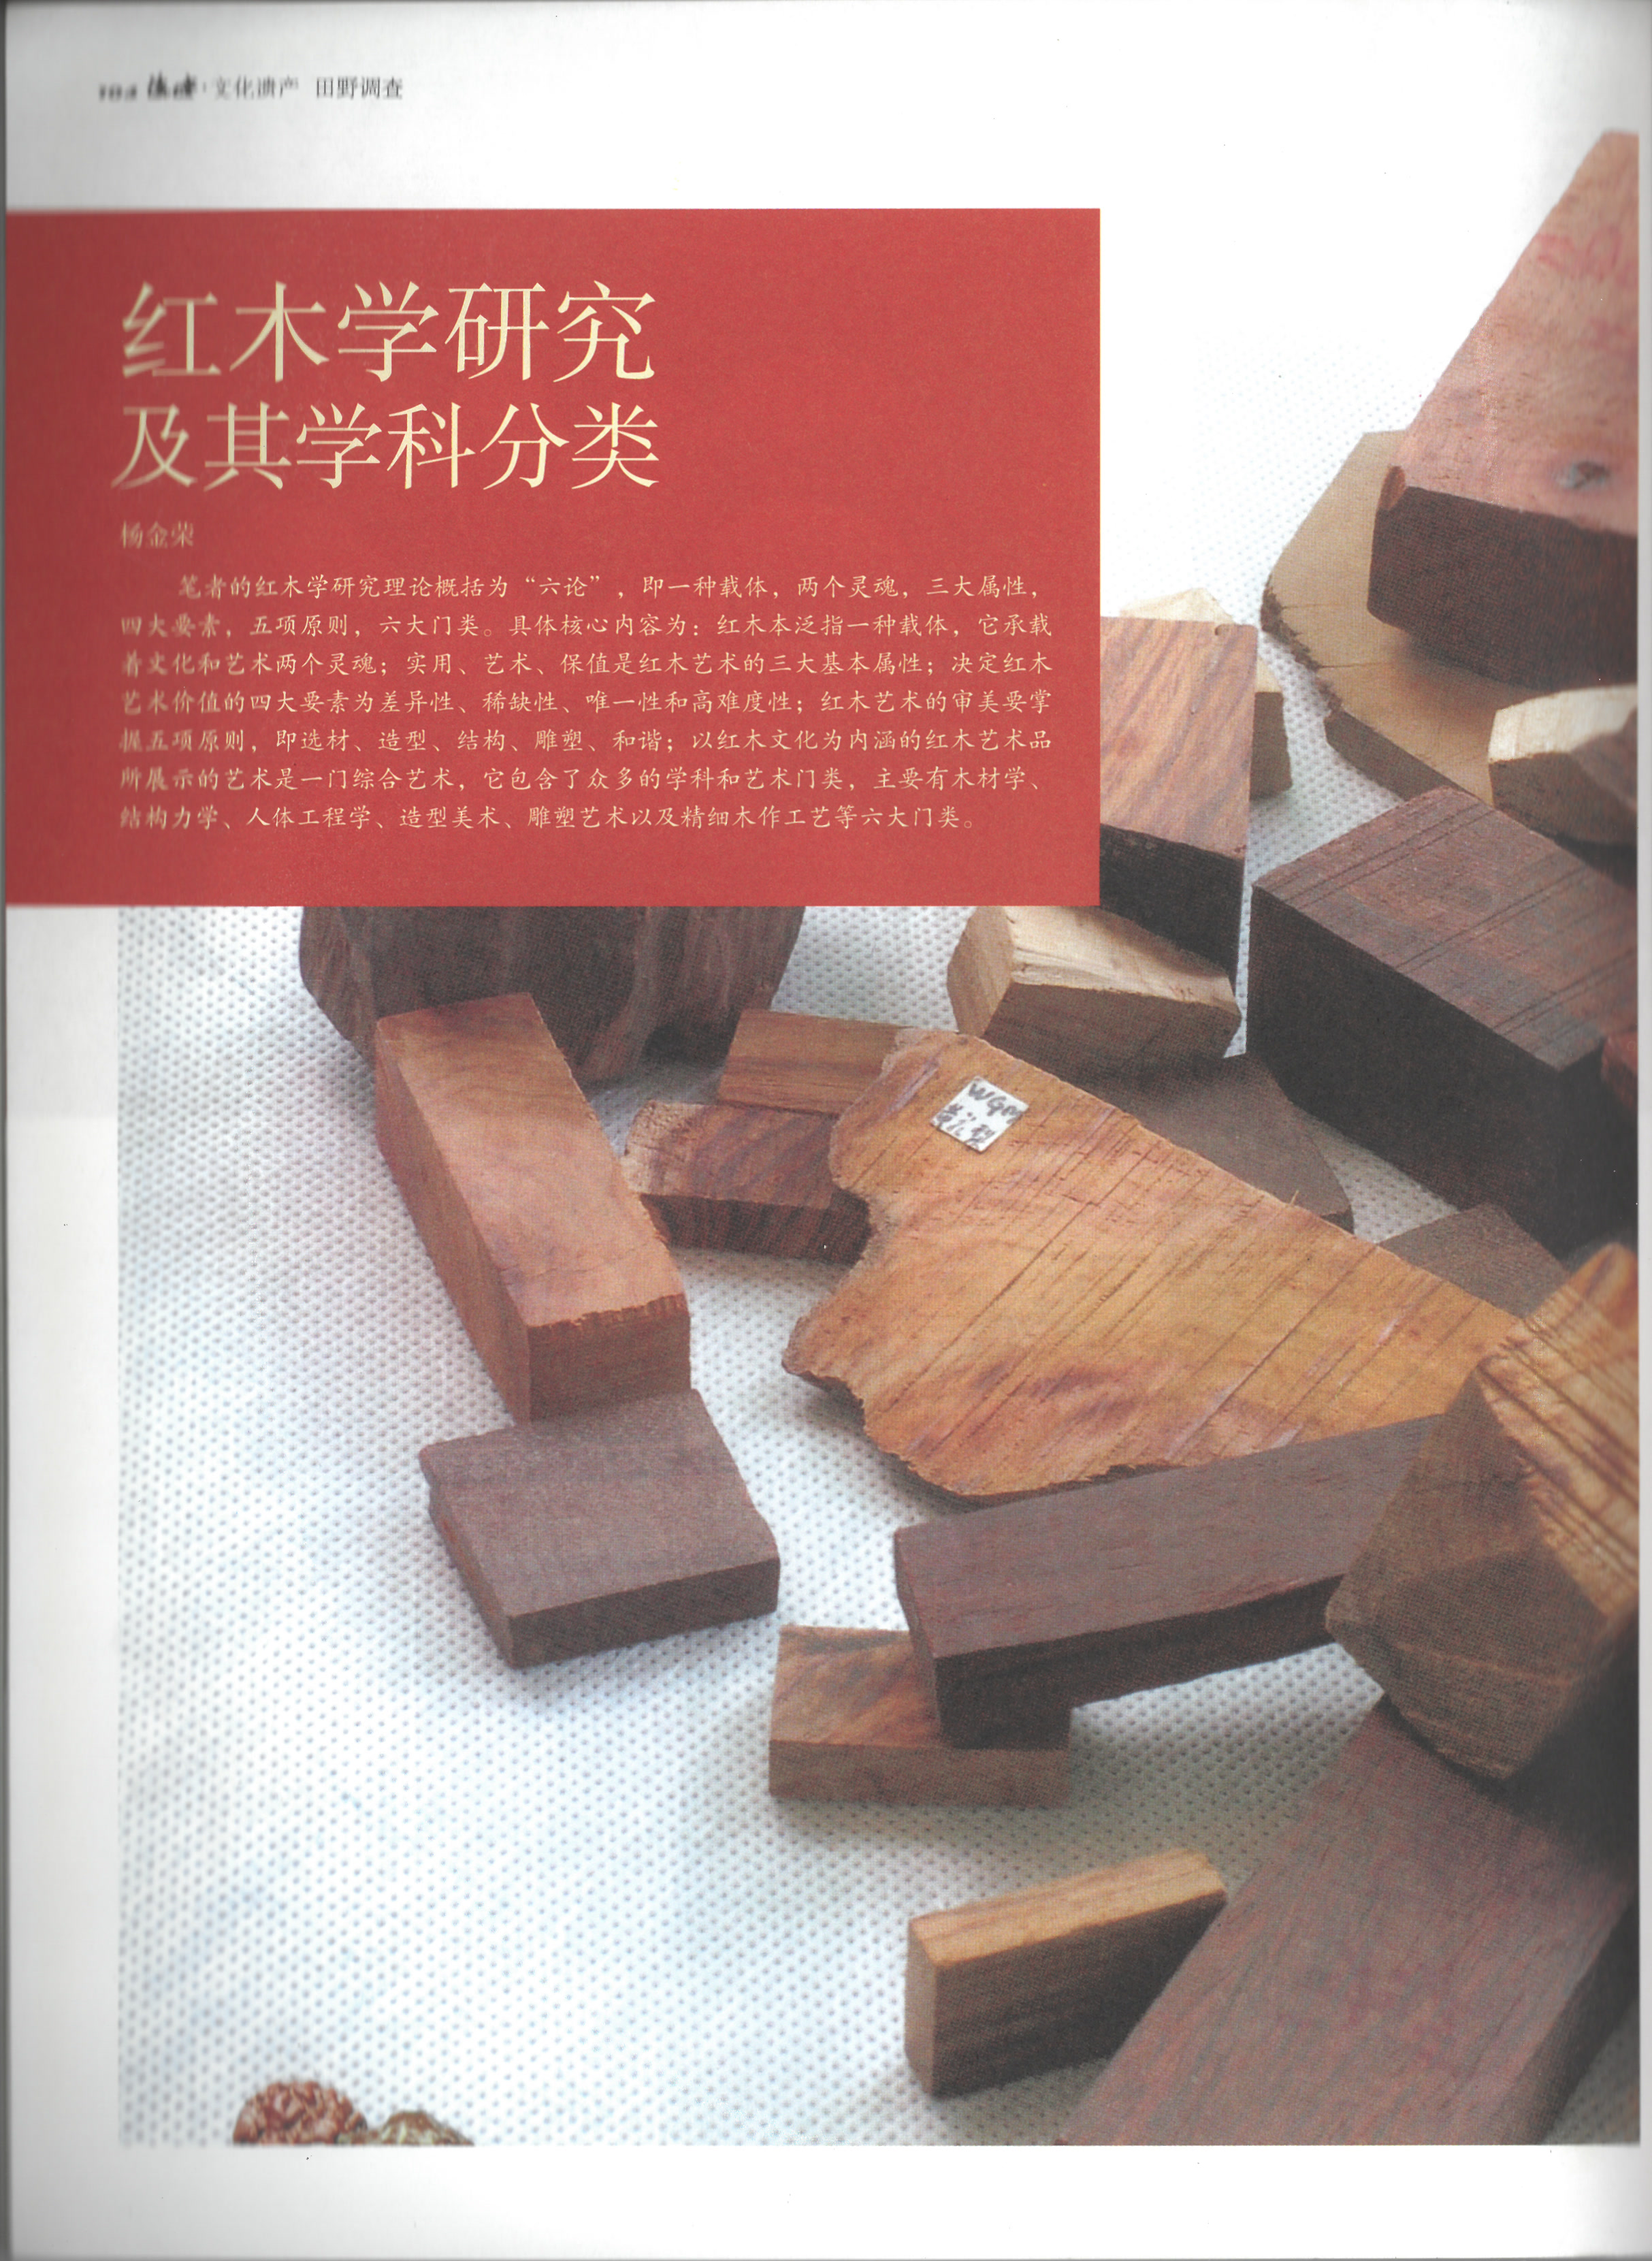 文化遗产 田野调查
红木学研究
及其学科分类
杨金荣
笔者的红木学研究理论概括为“六论”，即一种载体，两个灵魂，三大属性，
四大要素，五项原则，六大门类。具体核心内容为：红木本泛指一种载体，它承载
着文化和艺术两个灵魂；实用、艺术、保值是红木艺术的三大基本属性；决定红木
艺术价值的四大要素为差异性、稀缺性、唯一性和高难度性；红木艺术的审美要掌
握五项原则，即选材、造型、结构、雕塑、和谐；以红木文化为内涵的红木艺术品
所展示的艺术是一门综合艺术，它包含了众多的学科和艺术门类，主要有木材学、
结构力学、人体工程学、造型美术、雕塑艺术以及精细木作工艺等六大门类。
WGM